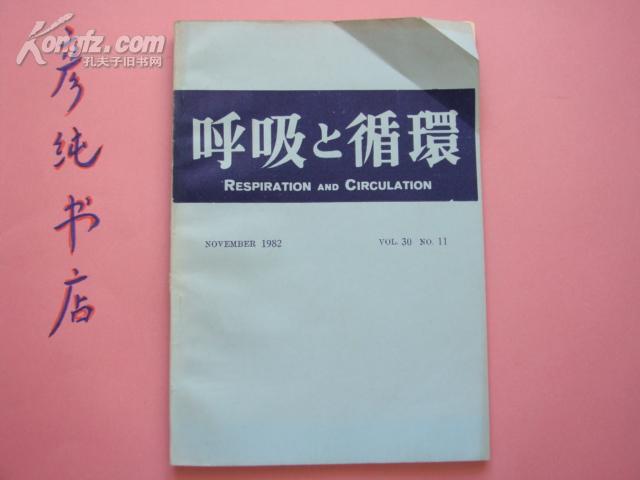 Kongfz.com
孔夫子旧书网
彦纯书店
呼吸と循環
RESPIRATION AND CIRCULATION
NOVEMBER 1982
VOL. 30 NO. 11